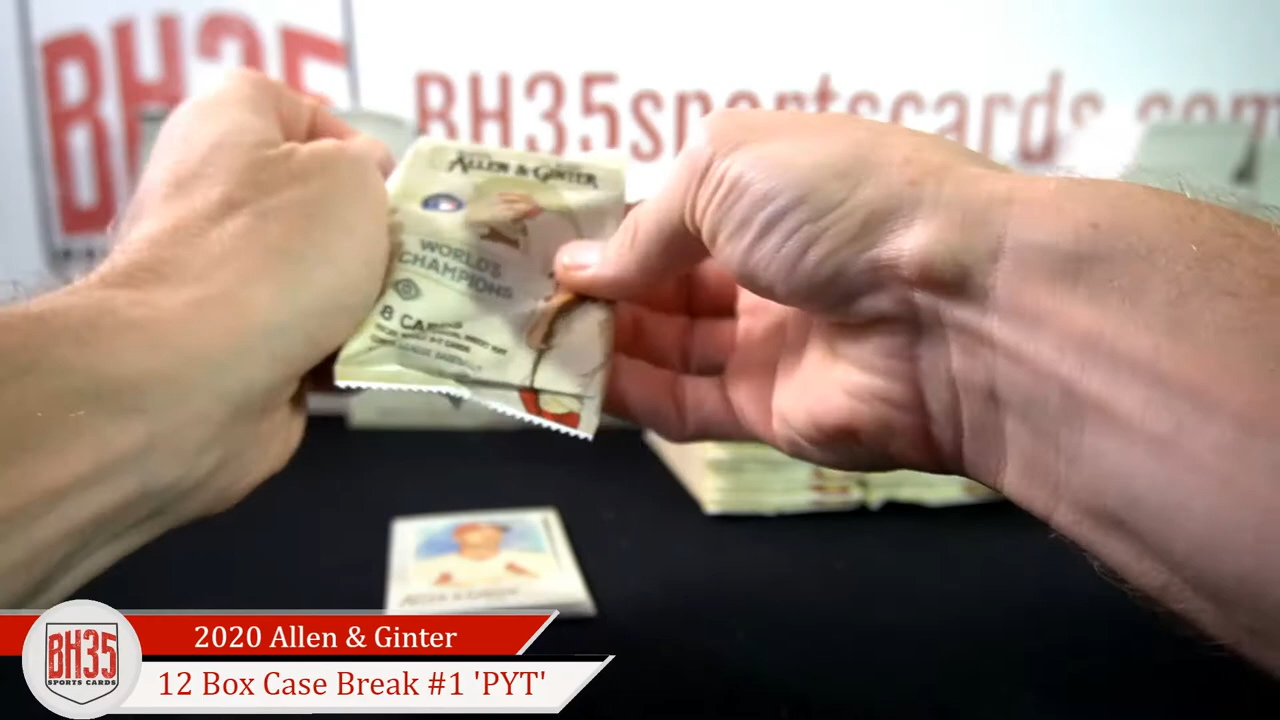 BH35
BH35sportscards.com
ALLEN & GINTER
WORLD'S
CHAMPIONS
8 CARDS
2020 Allen & Ginter
12 Box Case Break #1 'PYT'
BH35
SPORTS CARDS